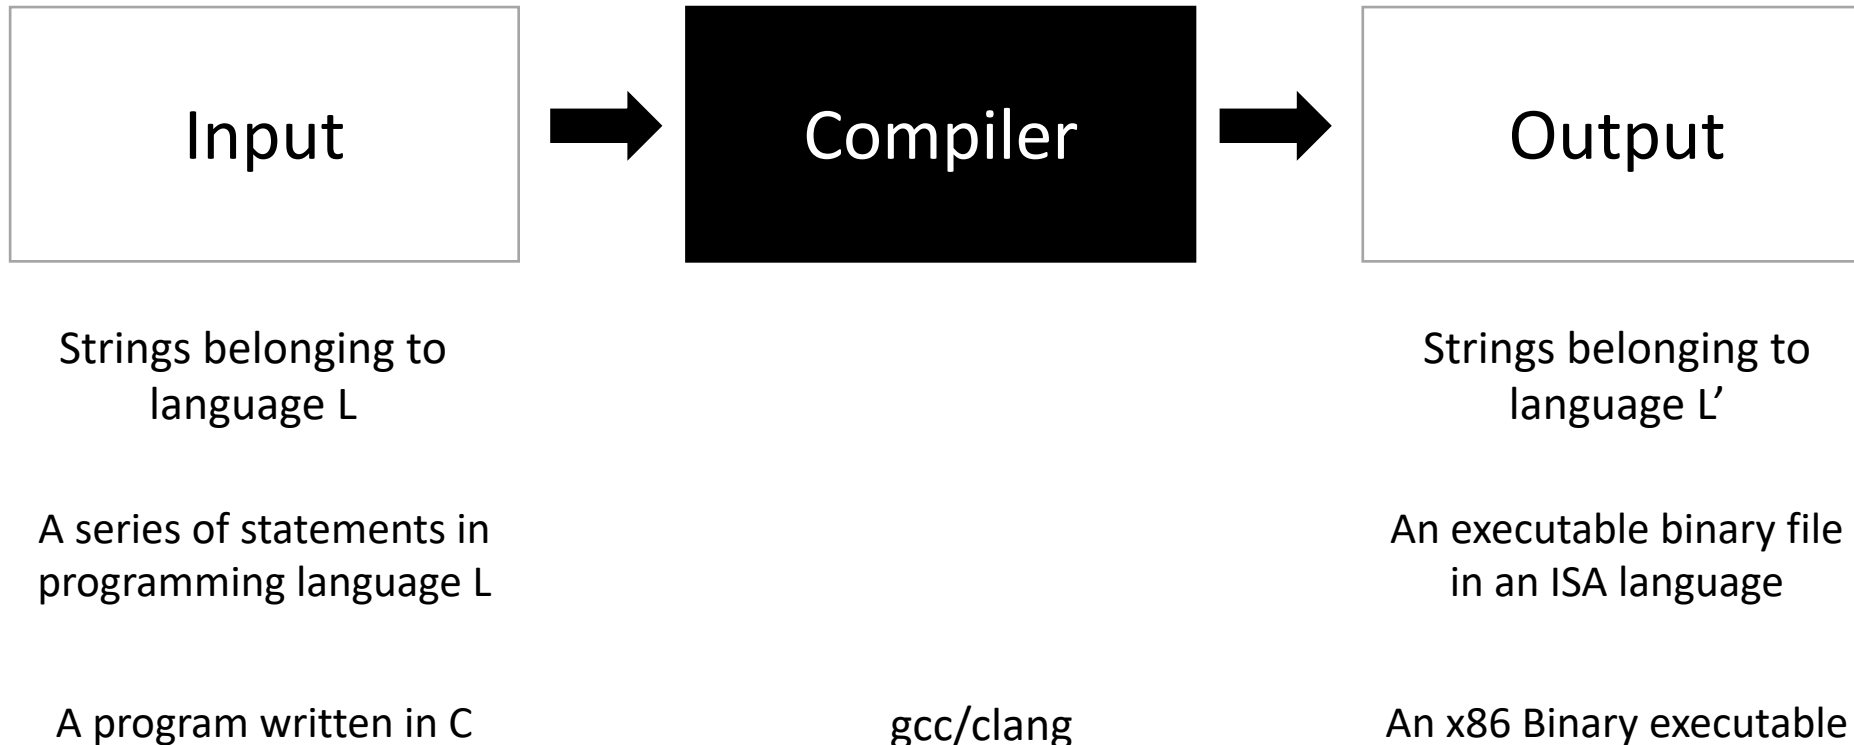 Input
Compiler
Output
Strings belonging to
language L
Strings belonging to
language L’
A series of statements in
programming language L
An executable binary file
in an ISA language
A program written in C
gcc/clang
An x86 Binary executable